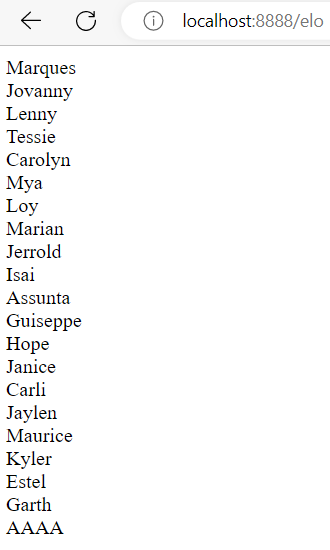 localhost:8888/elo
Marques
Jovanny
Lenny
Tessie
Carolyn
Mya
Loy
Marian
Jerrold
Isai
Assunta
Guiseppe
Hope
Janice
Carli
Jaylen
Maurice
Kyler
Estel
Garth
AAAA